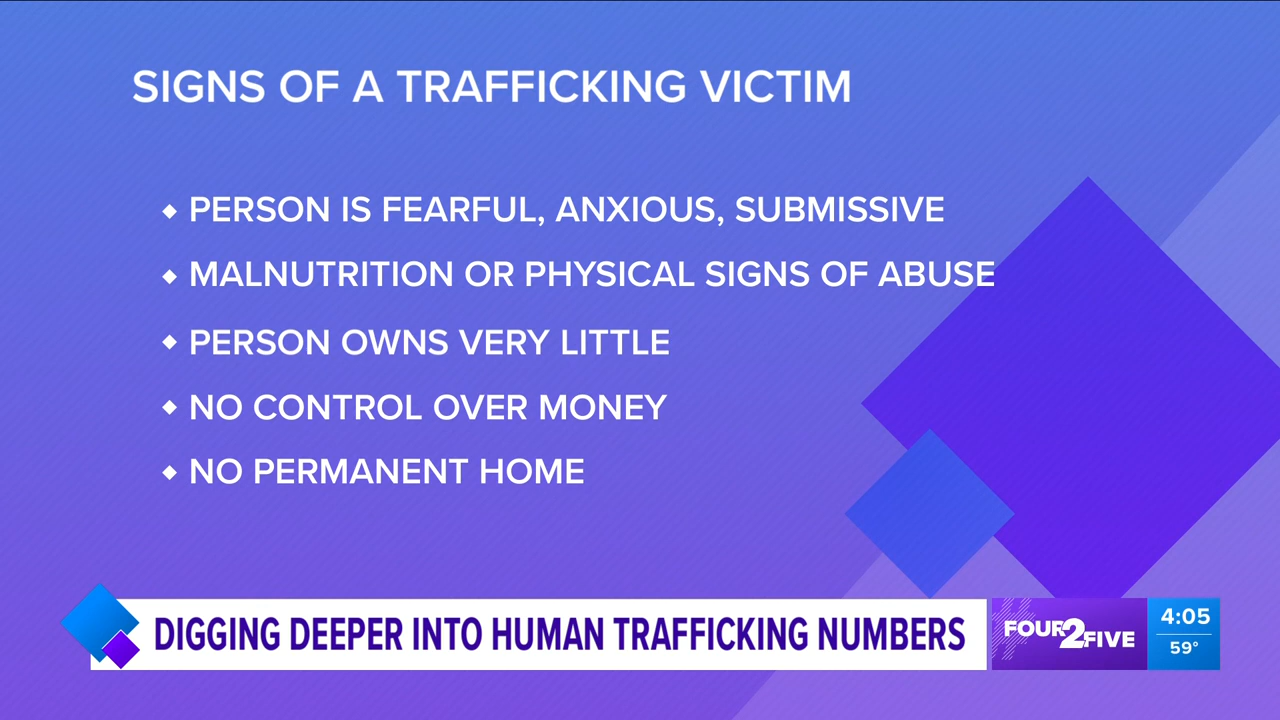 SIGNS OF A TRAFFICKING VICTIM
PERSON IS FEARFUL, ANXIOUS, SUBMISSIVE
MALNUTRITION OR PHYSICAL SIGNS OF ABUSE
PERSON OWNS VERY LITTLE
NO CONTROL OVER MONEY
NO PERMANENT HOME
DIGGING DEEPER INTO HUMAN TRAFFICKING NUMBERS
#FOUR2FIVE
4:05
59°